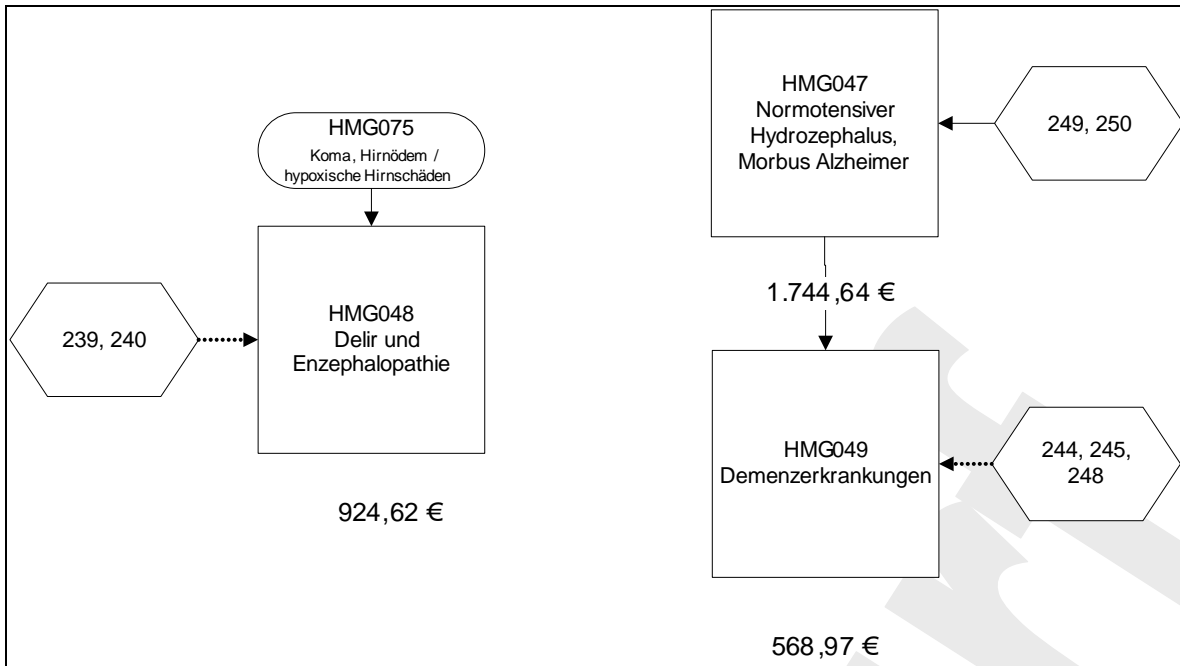 HMG075
Koma, Hirnödem /
hypoxische Hirnschäden
239, 240
HMG048
Delir und
Enzephalopathie
924,62 €
HMG047
Normotensiver
Hydrozephalus,
Morbus Alzheimer
249, 250
1.744,64 €
HMG049
Demenzerkrankungen
244, 245,
248
568,97 €